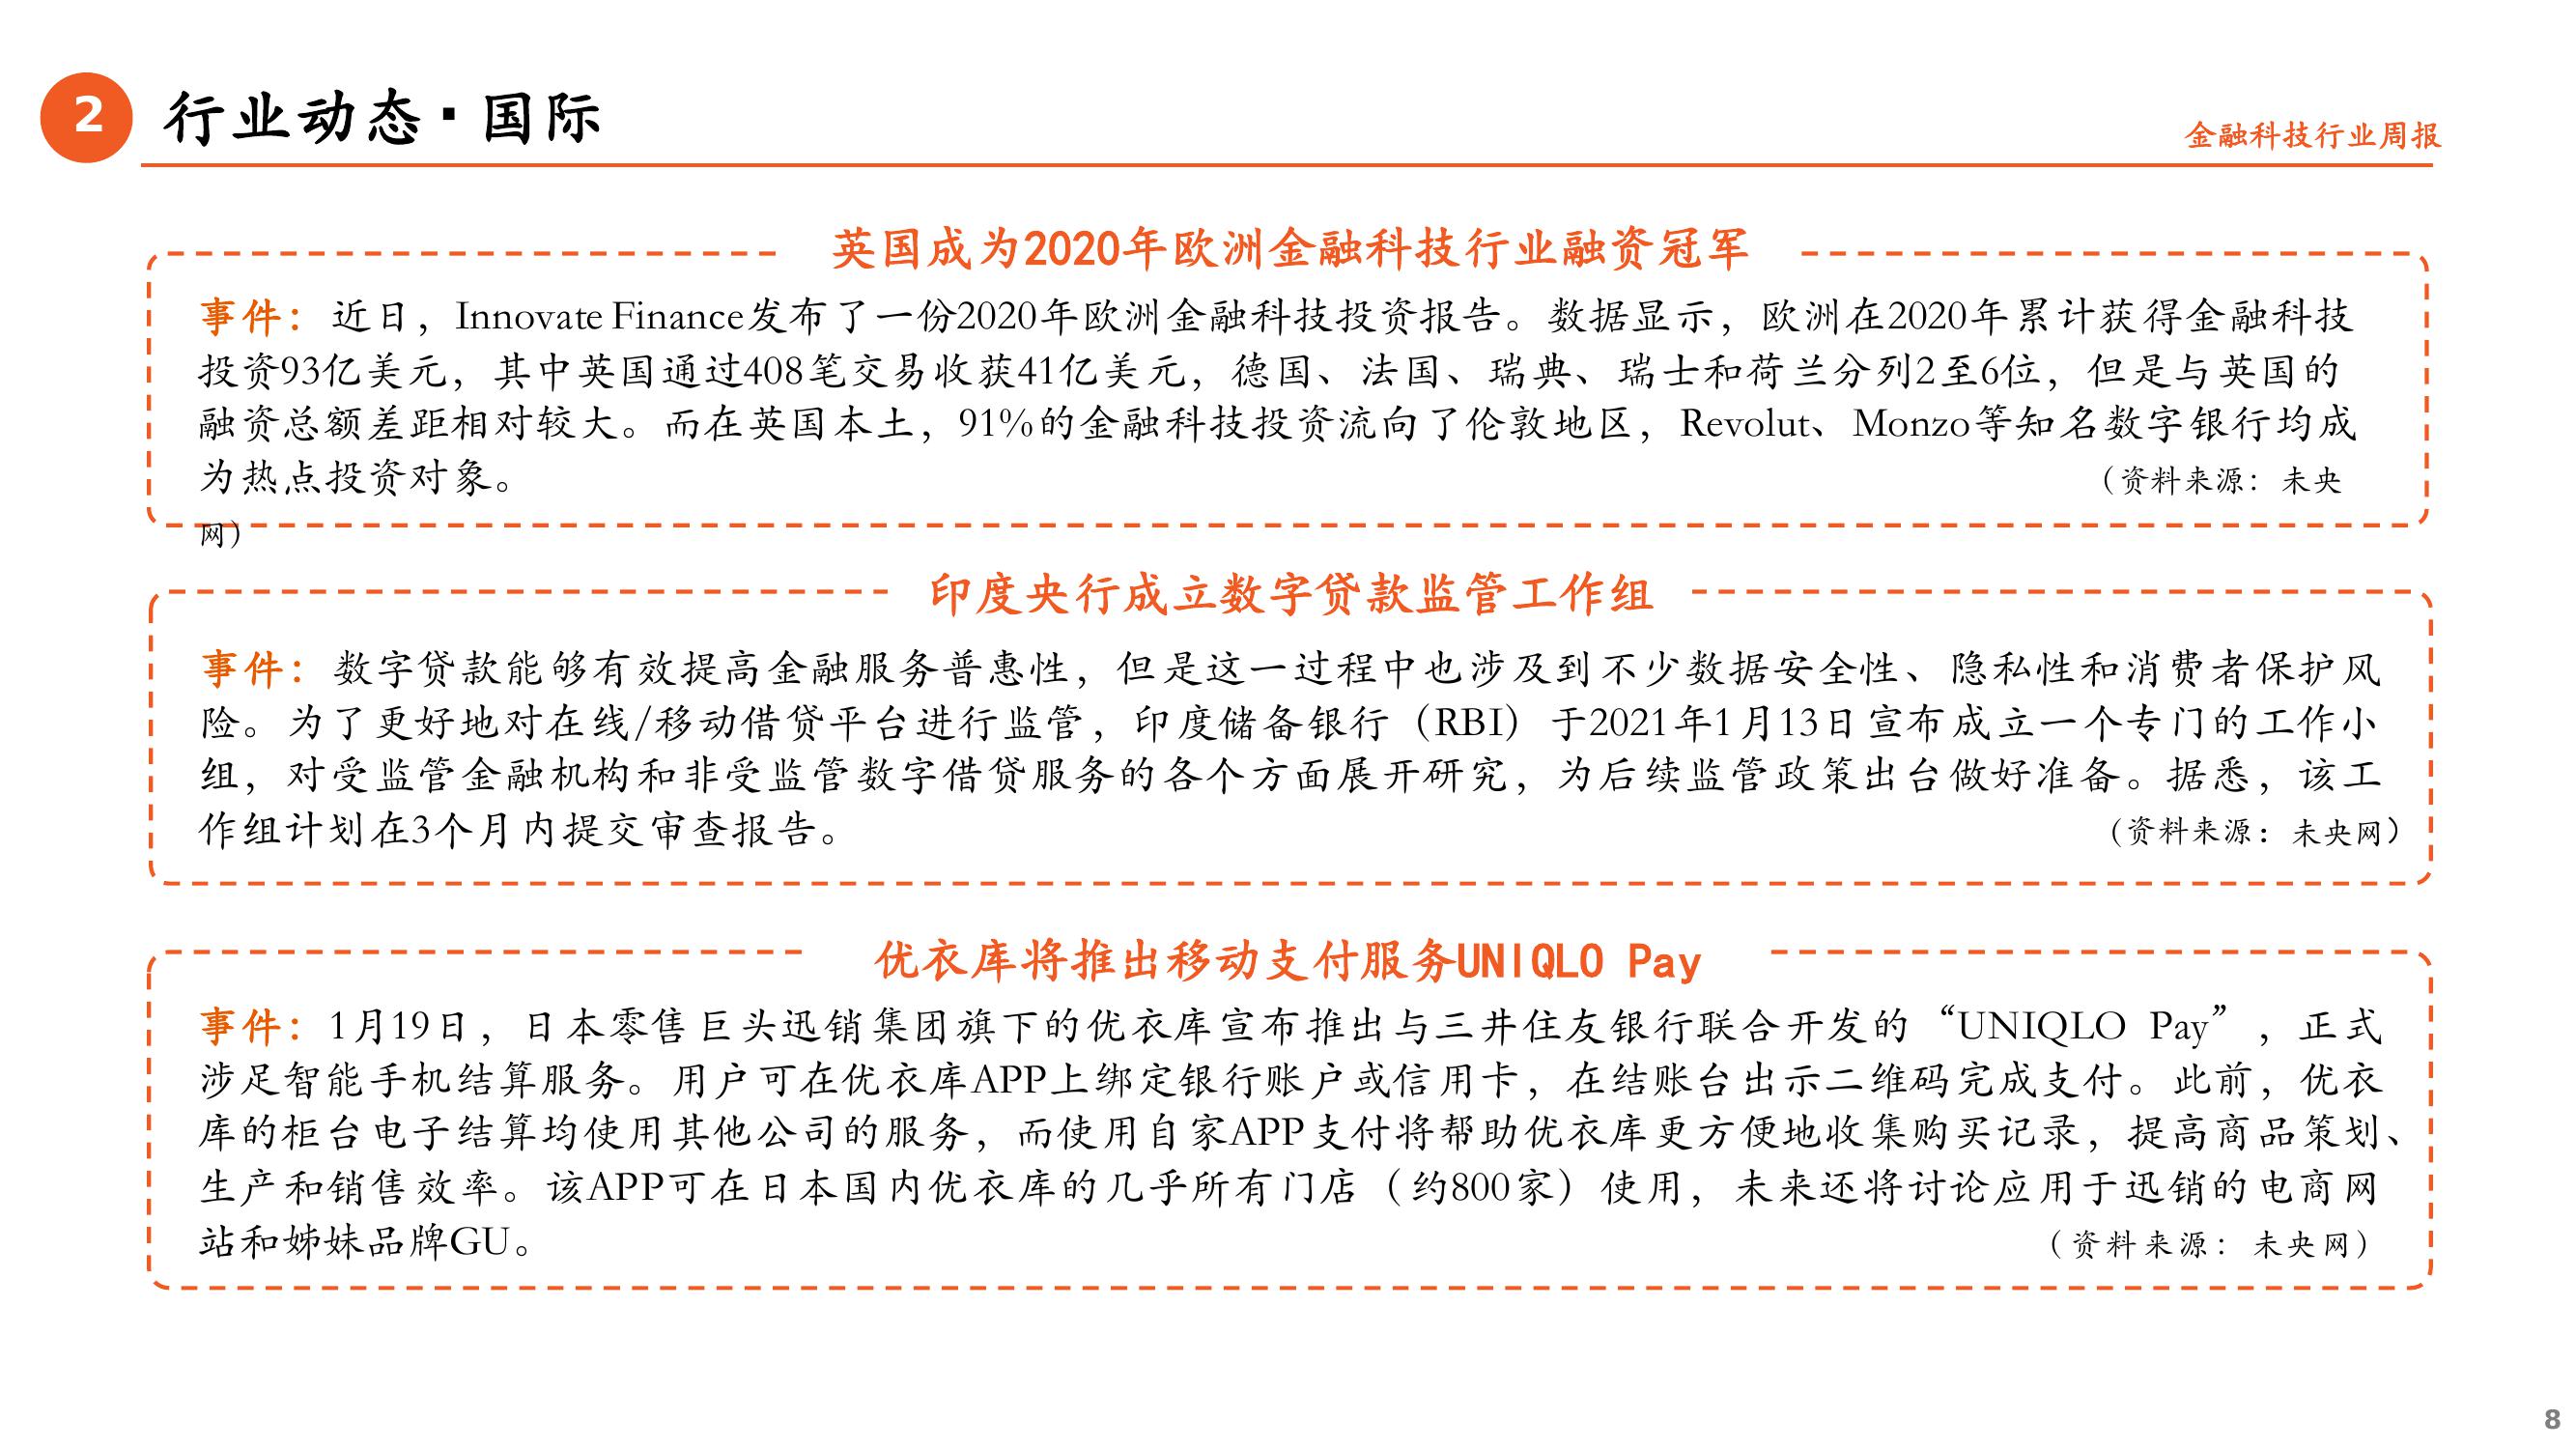 2
行业动态·国际
金融科技行业周报
英国成为2020年欧洲金融科技行业融资冠军
事件：近日，Innovate Finance发布了一份2020年欧洲金融科技投资报告。数据显示，欧洲在2020年累计获得金融科技
投资93亿美元，其中英国通过408笔交易收获41亿美元，德国、法国、瑞典、瑞士和荷兰分列2至6位，但是与英国的
融资总额差距相对较大。而在英国本土，91%的金融科技投资流向了伦敦地区，Revolut、Monzo等知名数字银行均成
为热点投资对象。（资料来源：未央
网）
印度央行成立数字贷款监管工作组
事件：数字贷款能够有效提高金融服务普惠性，但是这一过程中也涉及到不少数据安全性、隐私性和消费者保护风
险。为了更好地对在线/移动借贷平台进行监管，印度储备银行（RBI）于2021年1月13日宣布成立一个专门的工作小
组，对受监管金融机构和非受监管数字借贷服务的各个方面展开研究，为后续监管政策出台做好准备。据悉，该工
作组计划在3个月内提交审查报告。（资料来源：未央网）
优衣库将推出移动支付服务UNIQLO Pay
事件：1月19日，日本零售巨头迅销集团旗下的优衣库宣布推出与三井住友银行联合开发的“UNIQLO Pay”，正式
涉足智能手机结算服务。用户可在优衣库APP上绑定银行账户或信用卡，在结账台出示二维码完成支付。此前，优衣
库的柜台电子结算均使用其他公司的服务，而使用自家APP支付将帮助优衣库更方便地收集购买记录，提高商品策划、
生产和销售效率。该APP可在日本国内优衣库的几乎所有门店（约800家）使用，未来还将讨论应用于迅销的电商网
站和姊妹品牌GU。（资料来源：未央网）
8